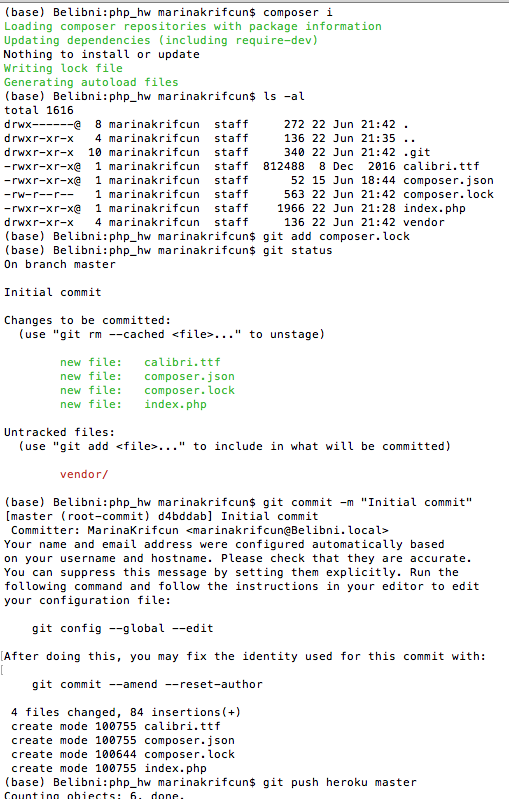 (base) Belibni:php_hw marinakrifcun$ composer i
Loading composer repositories with package information
Updating dependencies (including require-dev)
Nothing to install or update
Writing lock file
Generating autoload files
(base) Belibni:php_hw marinakrifcun$ ls -al
total 1616
drwx------@  8 marinakrifcun  staff     272 22 Jun 21:42 .
drwxr-xr-x   4 marinakrifcun  staff     136 22 Jun 21:35 ..
drwxr-xr-x  10 marinakrifcun  staff     340 22 Jun 21:42 .git
-rwxr-xr-x@  1 marinakrifcun  staff  812488  8 Dec  2016 calibri.ttf
-rwxr-xr-x@  1 marinakrifcun  staff      52 15 Jun 18:44 composer.json
-rw-r--r--   1 marinakrifcun  staff     563 22 Jun 21:42 composer.lock
-rwxr-xr-x@  1 marinakrifcun  staff    1966 22 Jun 21:28 index.php
drwxr-xr-x   4 marinakrifcun  staff     136 22 Jun 21:42 vendor
(base) Belibni:php_hw marinakrifcun$ git add composer.lock
(base) Belibni:php_hw marinakrifcun$ git status
On branch master
Initial commit
Changes to be committed:
  (use "git rm --cached <file>..." to unstage)
        new file:   calibri.ttf
        new file:   composer.json
        new file:   composer.lock
        new file:   index.php
Untracked files:
  (use "git add <file>..." to include in what will be committed)
        vendor/
(base) Belibni:php_hw marinakrifcun$ git commit -m "Initial commit"
[master (root-commit) d4bddab] Initial commit
 Committer: MarinaKrifcun <marinakrifcun@Belibni.local>
Your name and email address were configured automatically based
on your username and hostname. Please check that they are accurate.
You can suppress this message by setting them explicitly. Run the
following command and follow the instructions in your editor to edit
your configuration file:
    git config --global --edit
After doing this, you may fix the identity used for this commit with:
    git commit --amend --reset-author
 4 files changed, 84 insertions(+)
 create mode 100755 calibri.ttf
 create mode 100755 composer.json
 create mode 100644 composer.lock
 create mode 100755 index.php
(base) Belibni:php_hw marinakrifcun$ git push heroku master
Counting objects: 6, done.